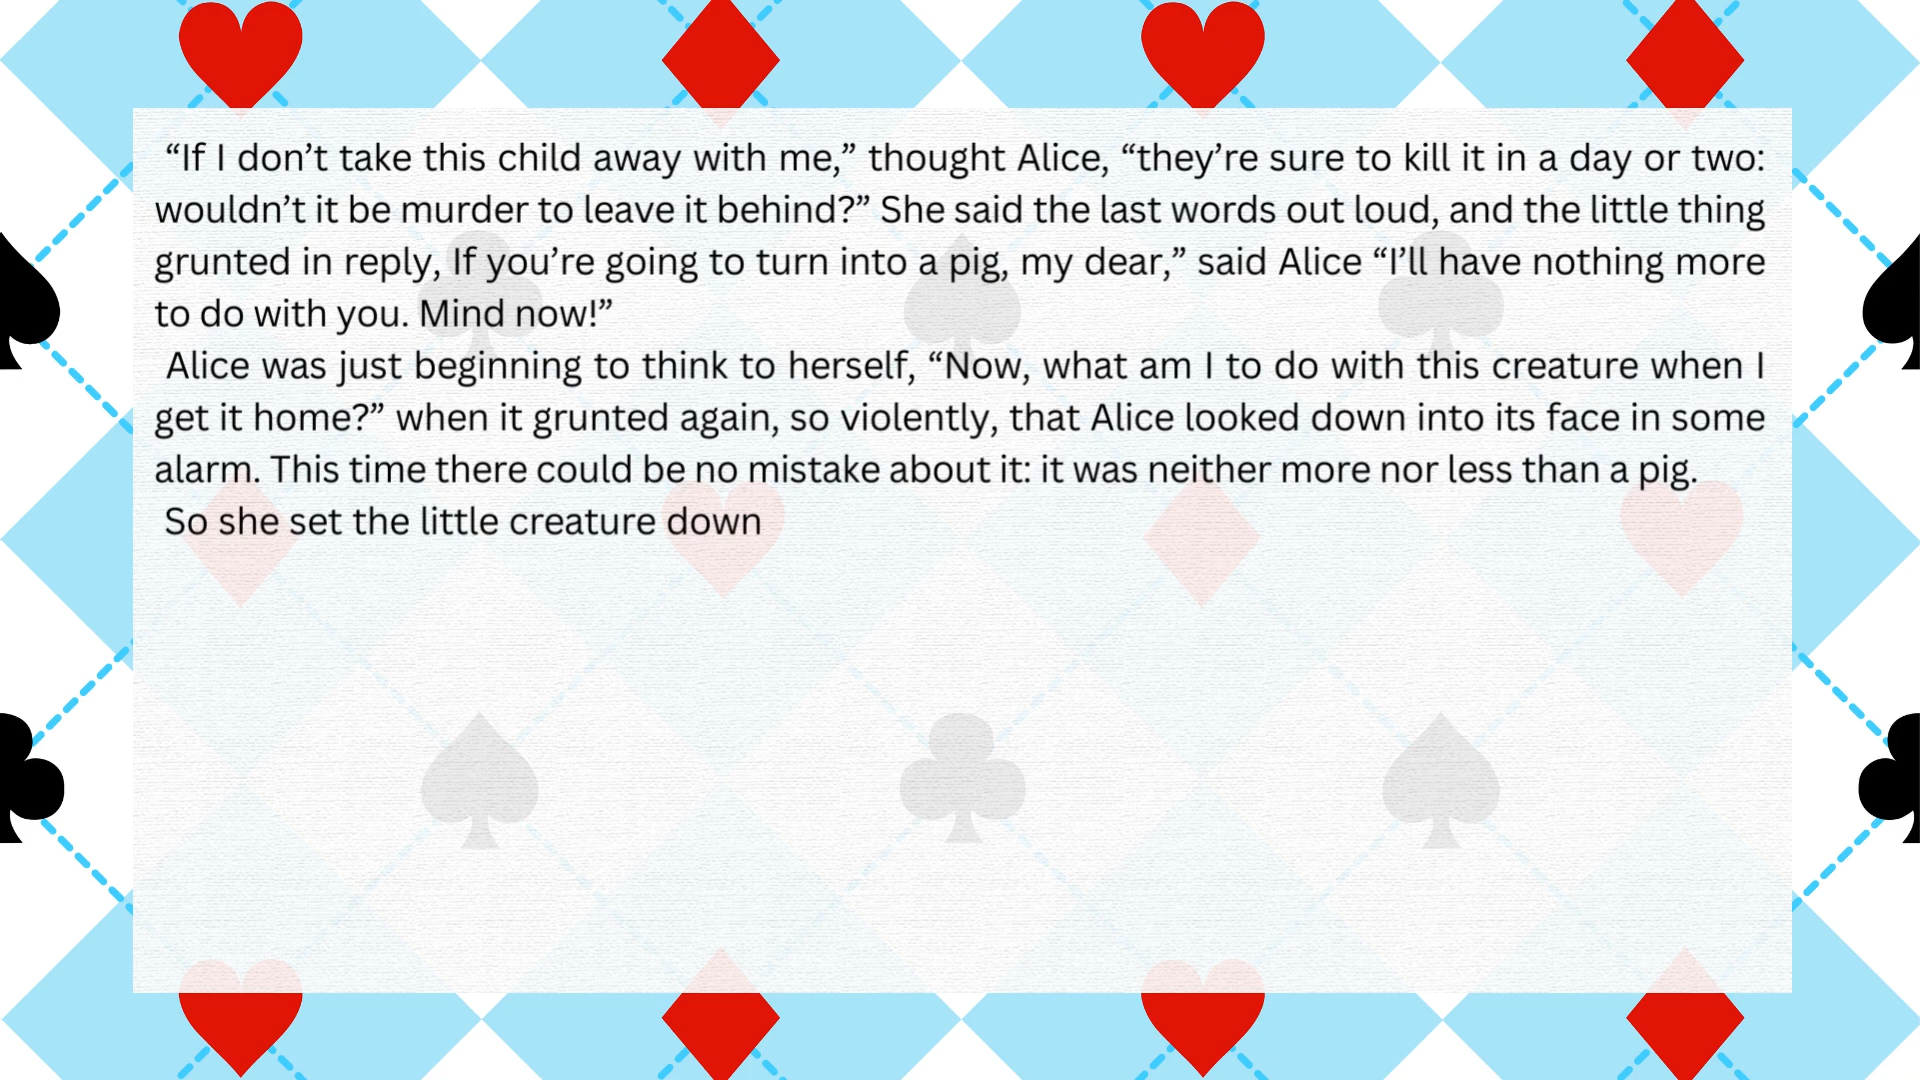 “If I don’t take this child away with me,” thought Alice, “they’re sure to kill it in a day or two:
wouldn’t it be murder to leave it behind?” She said the last words out loud, and the little thing
grunted in reply, If you’re going to turn into a pig, my dear,” said Alice “I’ll have nothing more
to do with you. Mind now!”
Alice was just beginning to think to herself, “Now, what am I to do with this creature when I
get it home?” when it grunted again, so violently, that Alice looked down into its face in some
alarm. This time there could be no mistake about it: it was neither more nor less than a pig.
So she set the little creature down